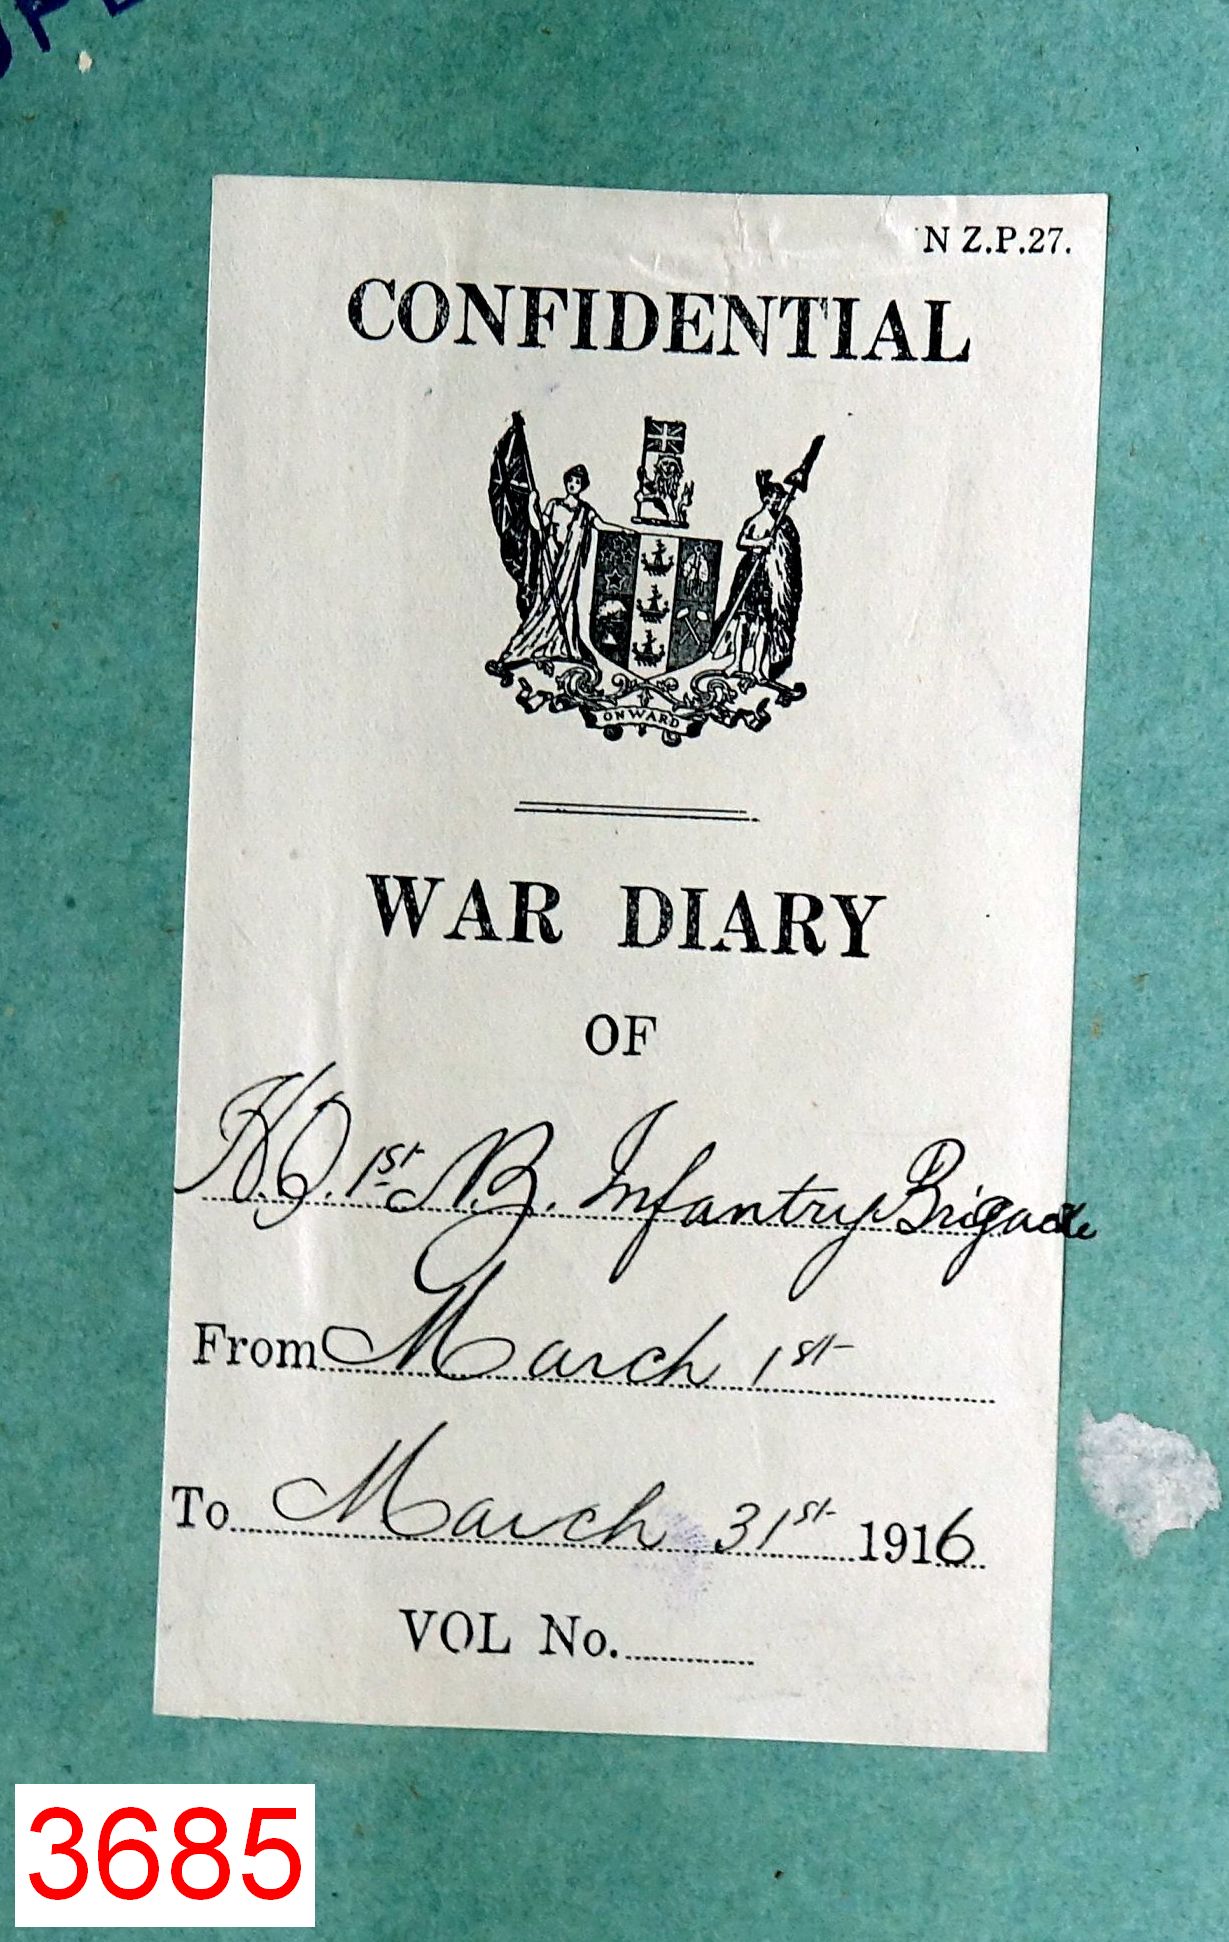 N Z.P.27.
CONFIDENTIAL
ONWARD
WAR DIARY
OF
H.Q. 1st N.Z. Infantry Brigade
From March 1st
To March 31st 1916
VOL No.
3685